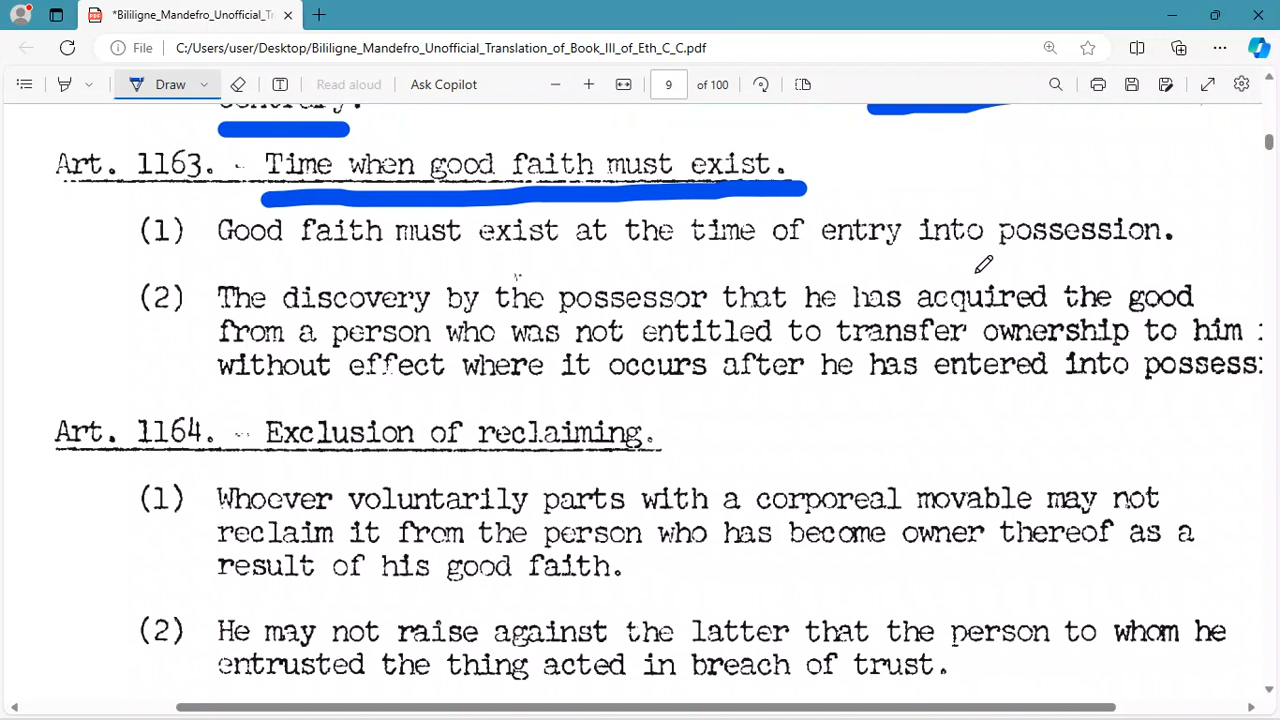 *Bililigne_Mandefro_Unofficial_Tr
File
C:/Users/user/Desktop/Bililigne_Mandefro_Unofficial_Translation_of_Book_III_of_Eth_C_C.pdf
Draw
Read aloud
Ask Copilot
9 of 100
contrary.
Art. 1163. - Time when good faith must exist.
(1) Good faith must exist at the time of entry into possession.
(2) The discovery by the possessor that he has acquired the good
from a person who was not entitled to transfer ownership to him
without effect where it occurs after he has entered into possess
Art. 1164. - Exclusion of reclaiming.
(1) Whoever voluntarily parts with a corporeal movable may not
reclaim it from the person who has become owner thereof as a
result of his good faith.
(2) He may not raise against the latter that the person to whom he
entrusted the thing acted in breach of trust.